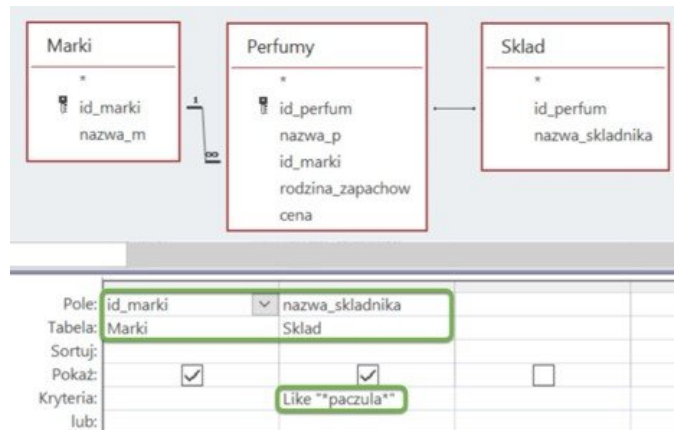 Marki
*
id_marki
nazwa_m
1
∞
Perfumy
*
id_perfum
nazwa_p
id_marki
rodzina_zapachow
cena
Sklad
*
id_perfum
nazwa_skladnika
Pole: id_marki nazwa_skladnika
Tabela: Marki Sklad
Sortuj:
Pokaż:
Kryteria: Like "*paczula*"
lub: